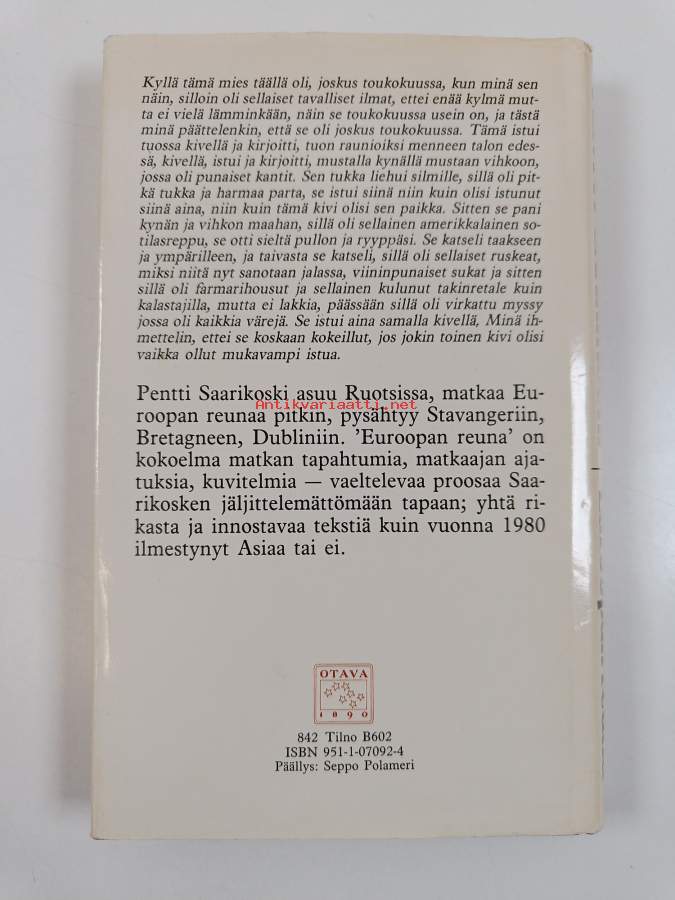 Kyllä tämä mies täällä oli, joskus toukokuussa, kun minä sen
näin, silloin oli sellaiset tavalliset ilmat, ettei enää kylmä mut-
ta ei vielä lämminkään, näin se toukokuussa usein on, ja tästä
minä päättelenkin, että se oli joskus toukokuussa. Tämä istui
tuossa kivellä ja kirjoitti, tuon raunioiksi menneen talon edes-
sä, kivellä, istui ja kirjoitti, mustalla kynällä mustaan vihkoon,
jossa oli punaiset kantit. Sen tukka liehui silmille, sillä oli pit-
kä tukka ja harmaa parta, se istui siinä niin kuin olisi istunut
siinä aina, niin kuin tämä kivi olisi sen paikka. Sitten se pani
kynän ja vihkon maahan, sillä oli sellainen amerikkalainen so-
tilasreppu, se otti sieltä pullon ja ryyppäsi. Se katseli taakseen
ja ympärilleen, ja taivasta se katseli, sillä oli sellaiset ruskeat,
miksi niitä nyt sanotaan jalassa, viininpunaiset sukat ja sitten
sillä oli farmarihousut ja sellainen kulunut takinretale kuin
kalastajilla, mutta ei lakkia, päässään sillä oli virkattu myssy
jossa oli kaikkia värejä. Se istui aina samalla kivellä, Minä ih-
mettelin, ettei se koskaan kokeillut, jos jokin toinen kivi olisi
vaikka ollut mukavampi istua.
Pentti Saarikoski asuu Ruotsissa, matkaa Eu-
roopan reunaa pitkin, pysähtyy Stavangeriin,
Antikvariaatti.net
Bretagneen, Dubliniin. 'Euroopan reuna' on
kokoelma matkan tapahtumia, matkaajan aja-
tuksia, kuvitelmia — vaeltelevaa proosaa Saa-
rikosken jäljittelemättömään tapaan; yhtä ri-
kasta ja innostavaa tekstiä kuin vuonna 1980
ilmestynyt Asiaa tai ei.
OTAVA
1890
842 Tilno B602
ISBN 951-1-07092-4
Päällys: Seppo Polameri